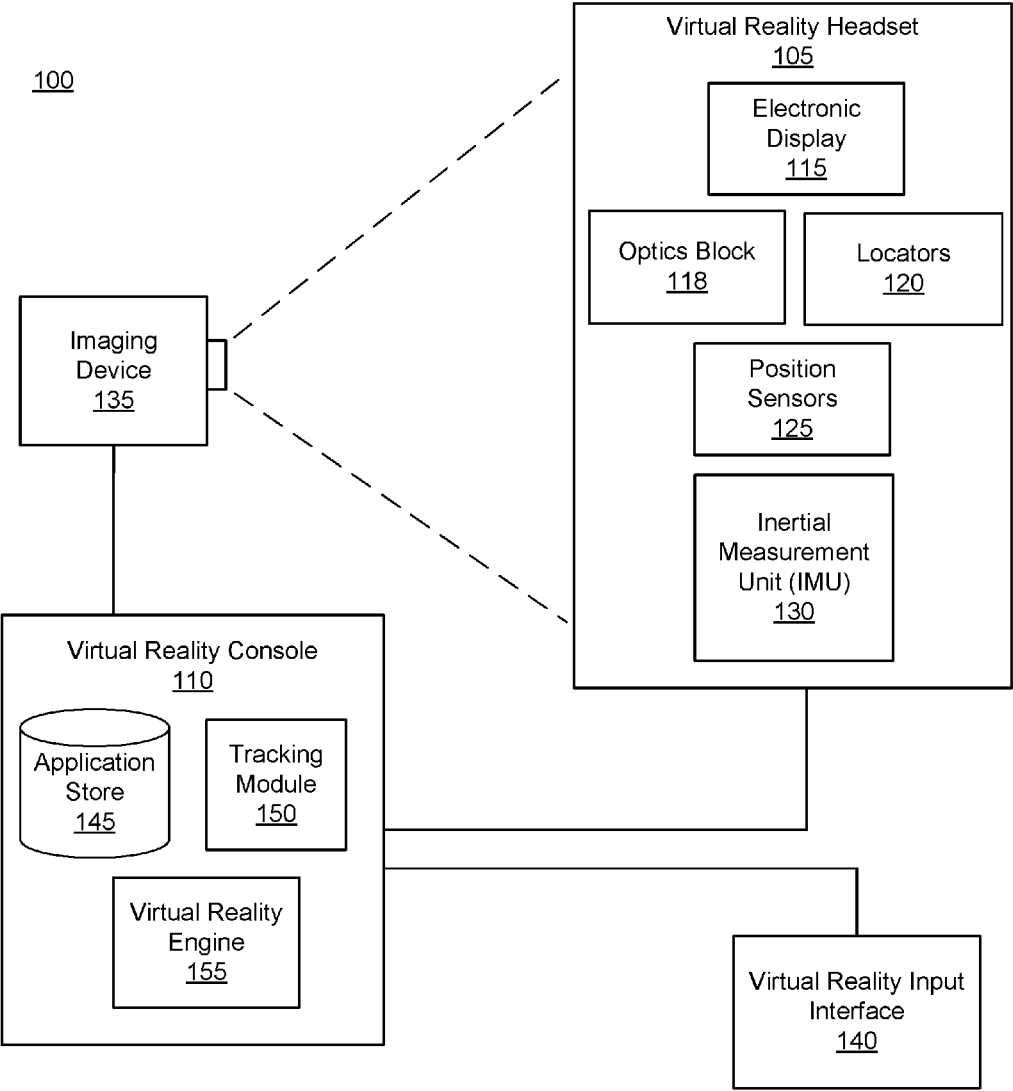 100
Virtual Reality Headset
105
Electronic
Display
115
Optics Block
118
Locators
120
Imaging
Device
135
Position
Sensors
125
Inertial
Measurement
Unit (IMU)
130
Virtual Reality Console
110
Application
Store
145
Tracking
Module
150
Virtual Reality
Engine
155
Virtual Reality Input
Interface
140